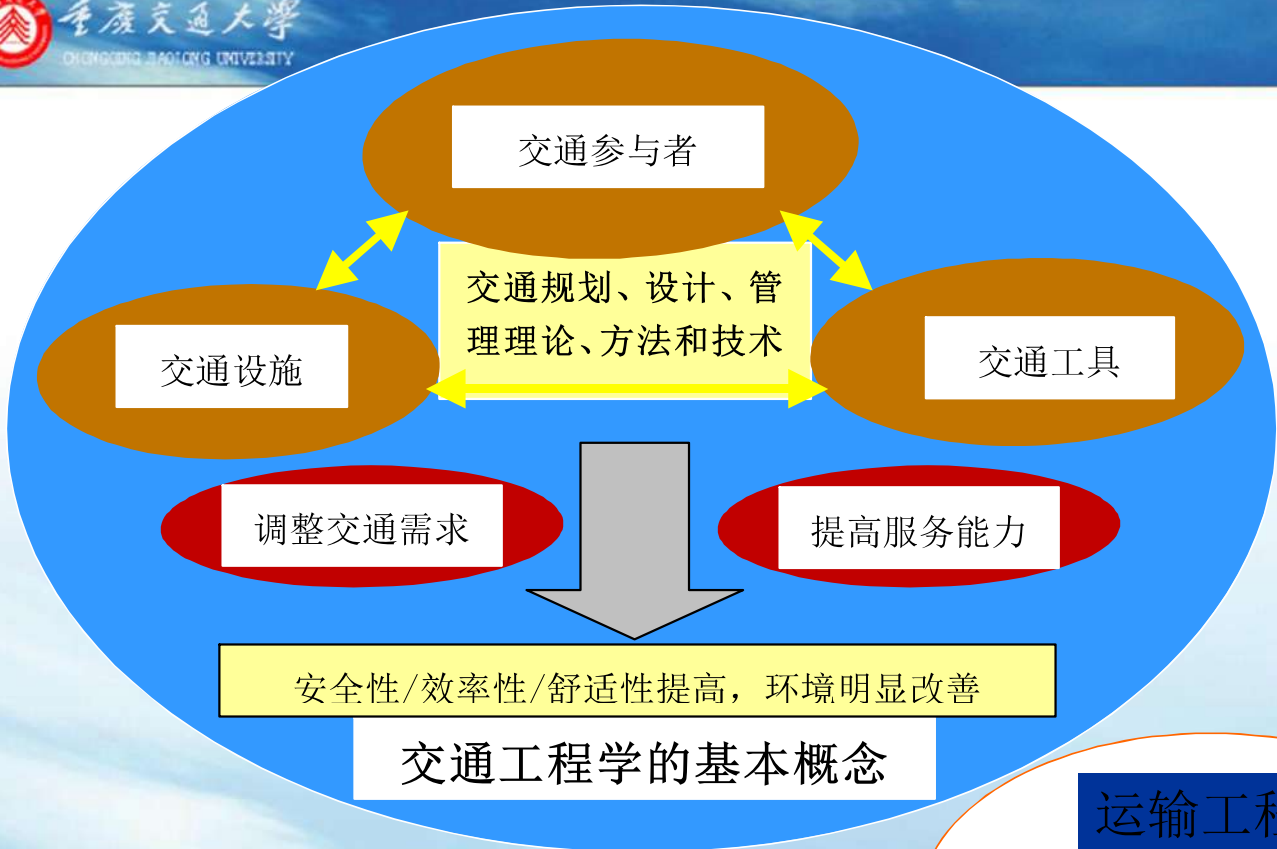 重庆交通大学
CHONGQING JIAOTONG UNIVERSITY
交通参与者
交通规划、设计、管
理理论、方法和技术
交通设施
交通工具
调整交通需求
提高服务能力
安全性/效率性/舒适性提高，环境明显改善
交通工程学的基本概念
运输工程